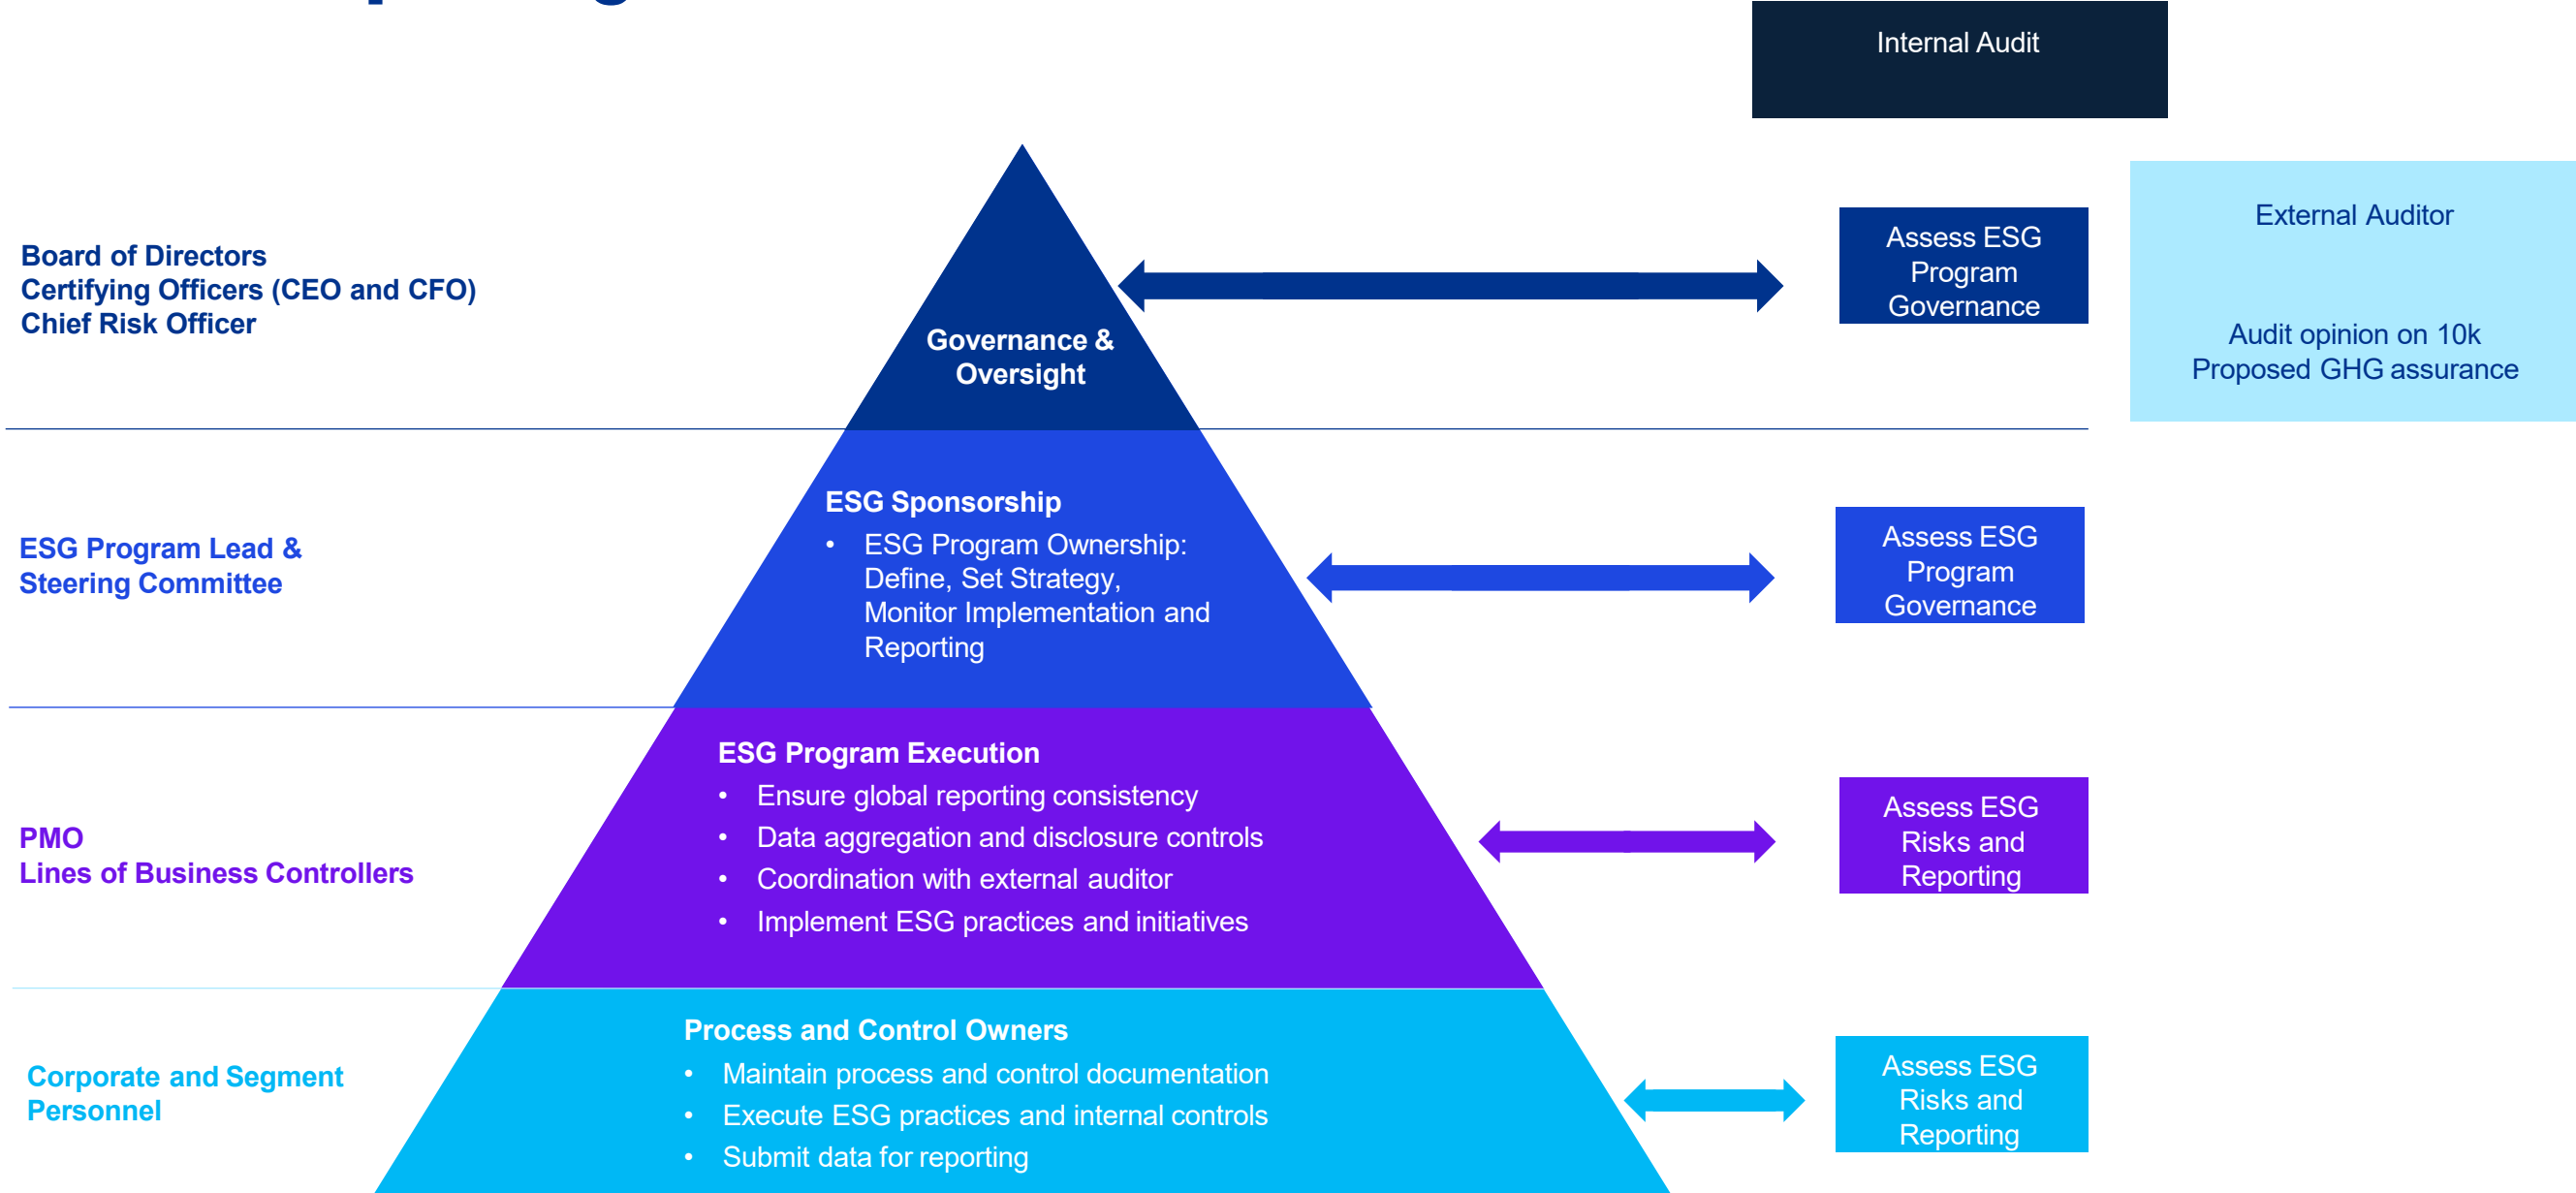 Internal Audit
Board of Directors
Certifying Officers (CEO and CFO)
Chief Risk Officer
Governance &
Oversight
Assess ESG
Program
Governance
External Auditor
Audit opinion on 10k
Proposed GHG assurance
ESG Program Lead &
Steering Committee
ESG Sponsorship
• ESG Program Ownership:
Define, Set Strategy,
Monitor Implementation and
Reporting
Assess ESG
Program
Governance
PMO
Lines of Business Controllers
ESG Program Execution
• Ensure global reporting consistency
• Data aggregation and disclosure controls
• Coordination with external auditor
• Implement ESG practices and initiatives
Assess ESG
Risks and
Reporting
Corporate and Segment
Personnel
Process and Control Owners
• Maintain process and control documentation
• Execute ESG practices and internal controls
• Submit data for reporting
Assess ESG
Risks and
Reporting